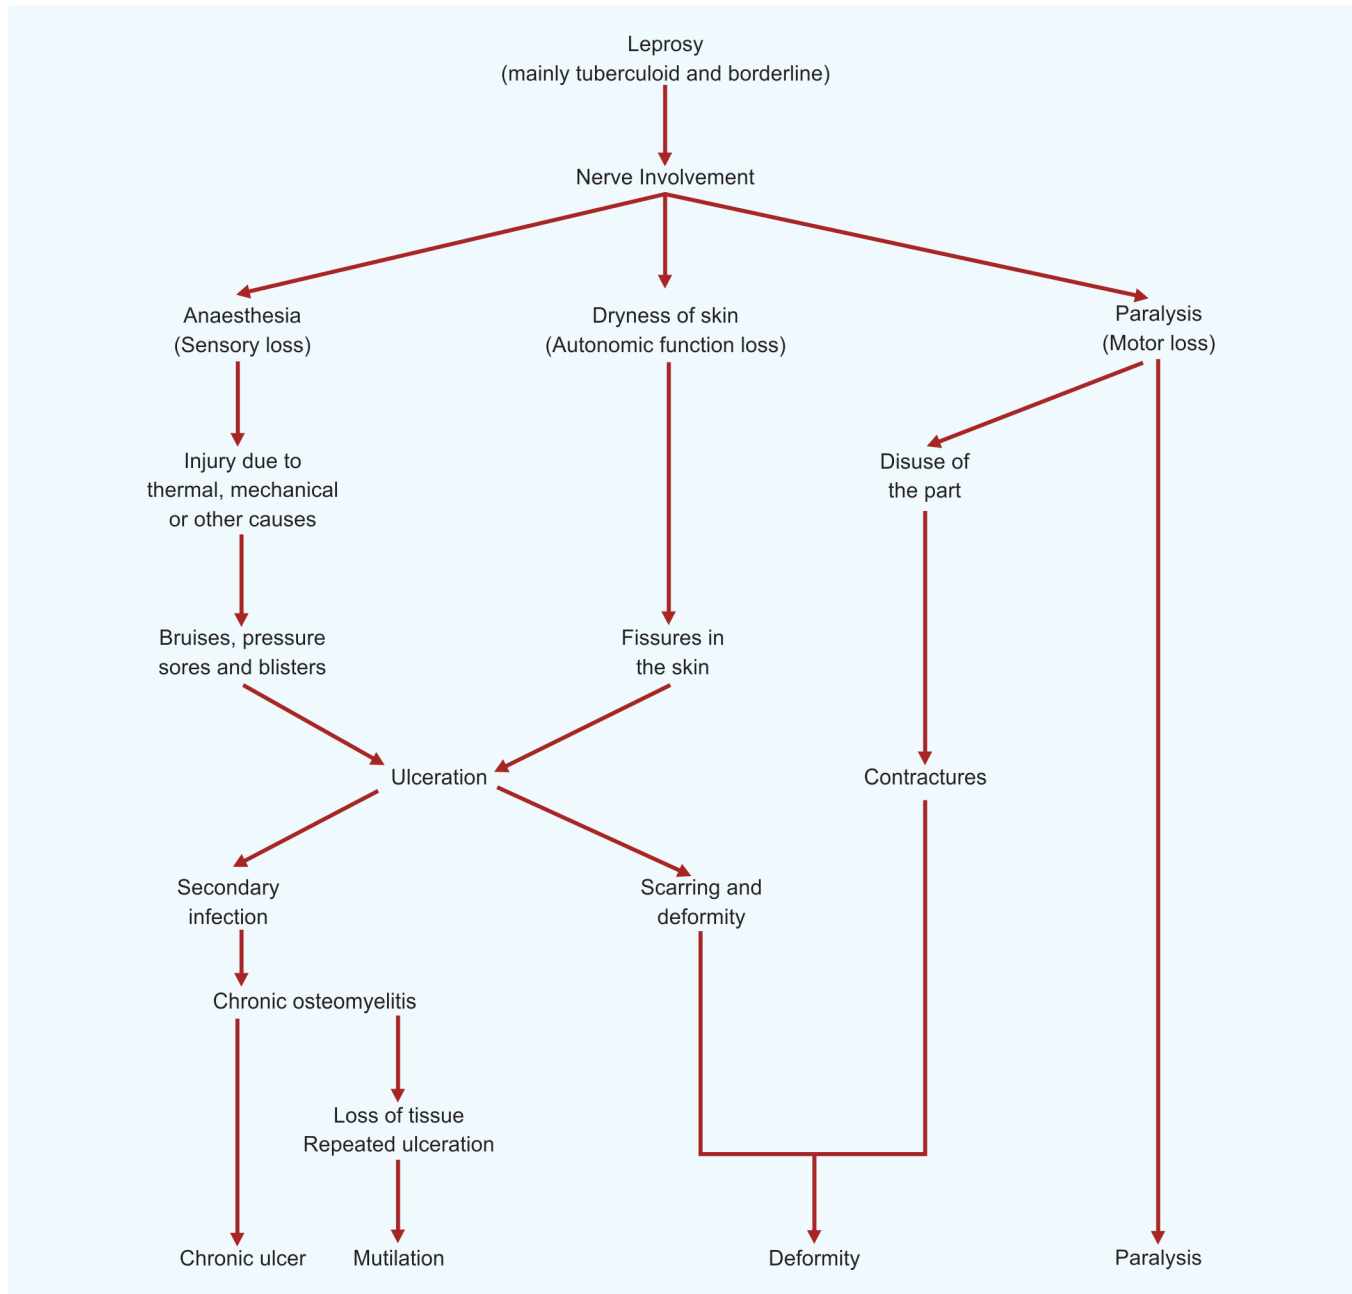 Leprosy
(mainly tuberculoid and borderline)
Nerve Involvement
Anaesthesia
(Sensory loss)
Dryness of skin
(Autonomic function loss)
Paralysis
(Motor loss)
Injury due to
thermal, mechanical
or other causes
Disuse of
the part
Bruises, pressure
sores and blisters
Fissures in
the skin
Ulceration
Contractures
Secondary
infection
Scarring and
deformity
Chronic osteomyelitis
Loss of tissue
Repeated ulceration
Chronic ulcer
Mutilation
Deformity
Paralysis